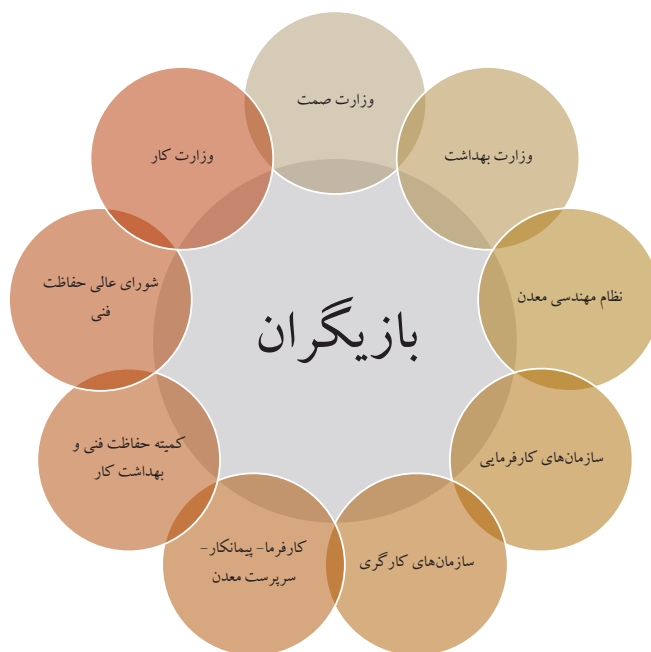 وزارت صمت
وزارت بهداشت
نظام مهندسی معدن
سازمان‌های کارفرمایی
سازمان‌های کارگری
کارفرما- پیمانکار-
سرپرست معدن
کمیته حفاظت فنی و
بهداشت کار
شورای عالی حفاظت
فنی
وزارت کار
بازیگران